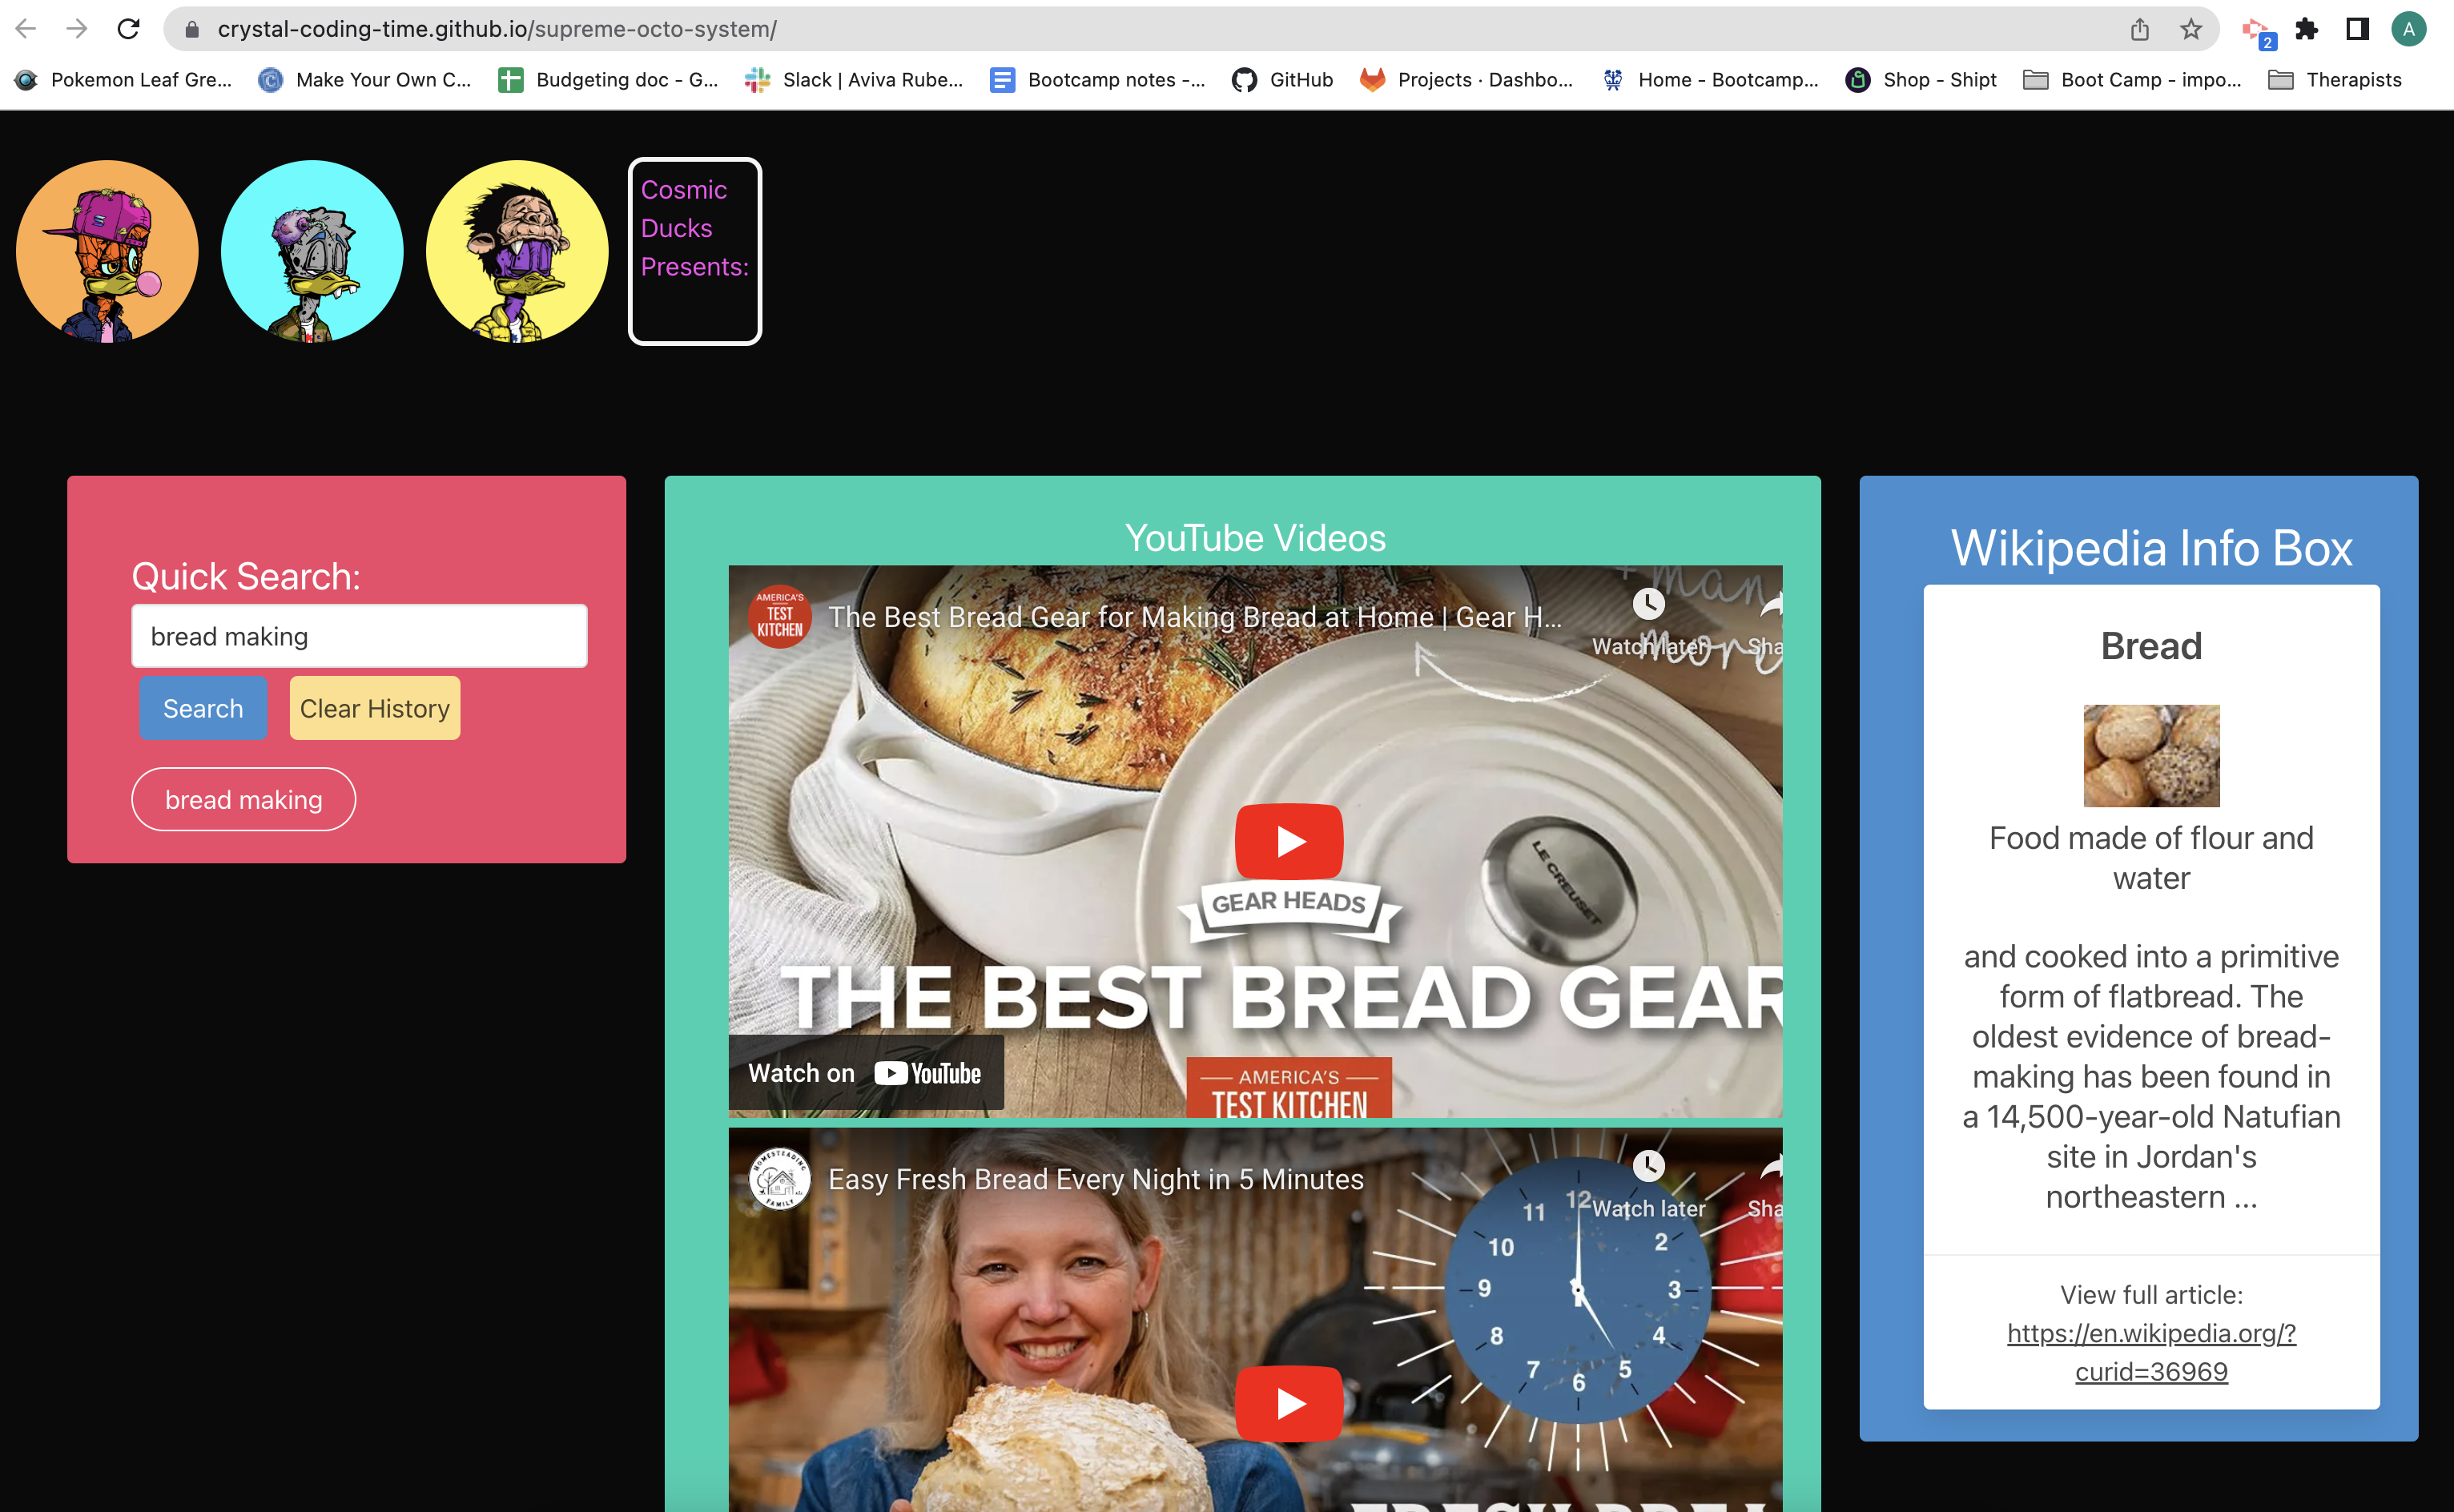 crystal-coding-time.github.io/supreme-octo-system/
2
A
Pokemon Leaf Gre...
Make Your Own C...
Budgeting doc - G...
Slack | Aviva Rube...
Bootcamp notes -...
GitHub
Projects · Dashbo...
Home - Bootcamp...
Shop - Shipt
Boot Camp - impo...
Therapists
Cosmic
Ducks
Presents:
Quick Search:
bread making
Search
Clear History
bread making
YouTube Videos
AMERICA'S
TEST
KITCHEN
The Best Bread Gear for Making Bread at Home | Gear H...
Watch later
Sha
man
more
LE CREUSET
GEAR HEADS
THE BEST BREAD GEAR
Watch on YouTube
AMERICA'S
TEST KITCHEN
HOMESTEADING
FAMILY
Easy Fresh Bread Every Night in 5 Minutes
Watch later
Sha
12
11
2
10
9
3
8
4
7
5
6
Wikipedia Info Box
Bread
Food made of flour and
water
and cooked into a primitive
form of flatbread. The
oldest evidence of bread-
making has been found in
a 14,500-year-old Natufian
site in Jordan's
northeastern ...
View full article:
https://en.wikipedia.org/?
curid=36969